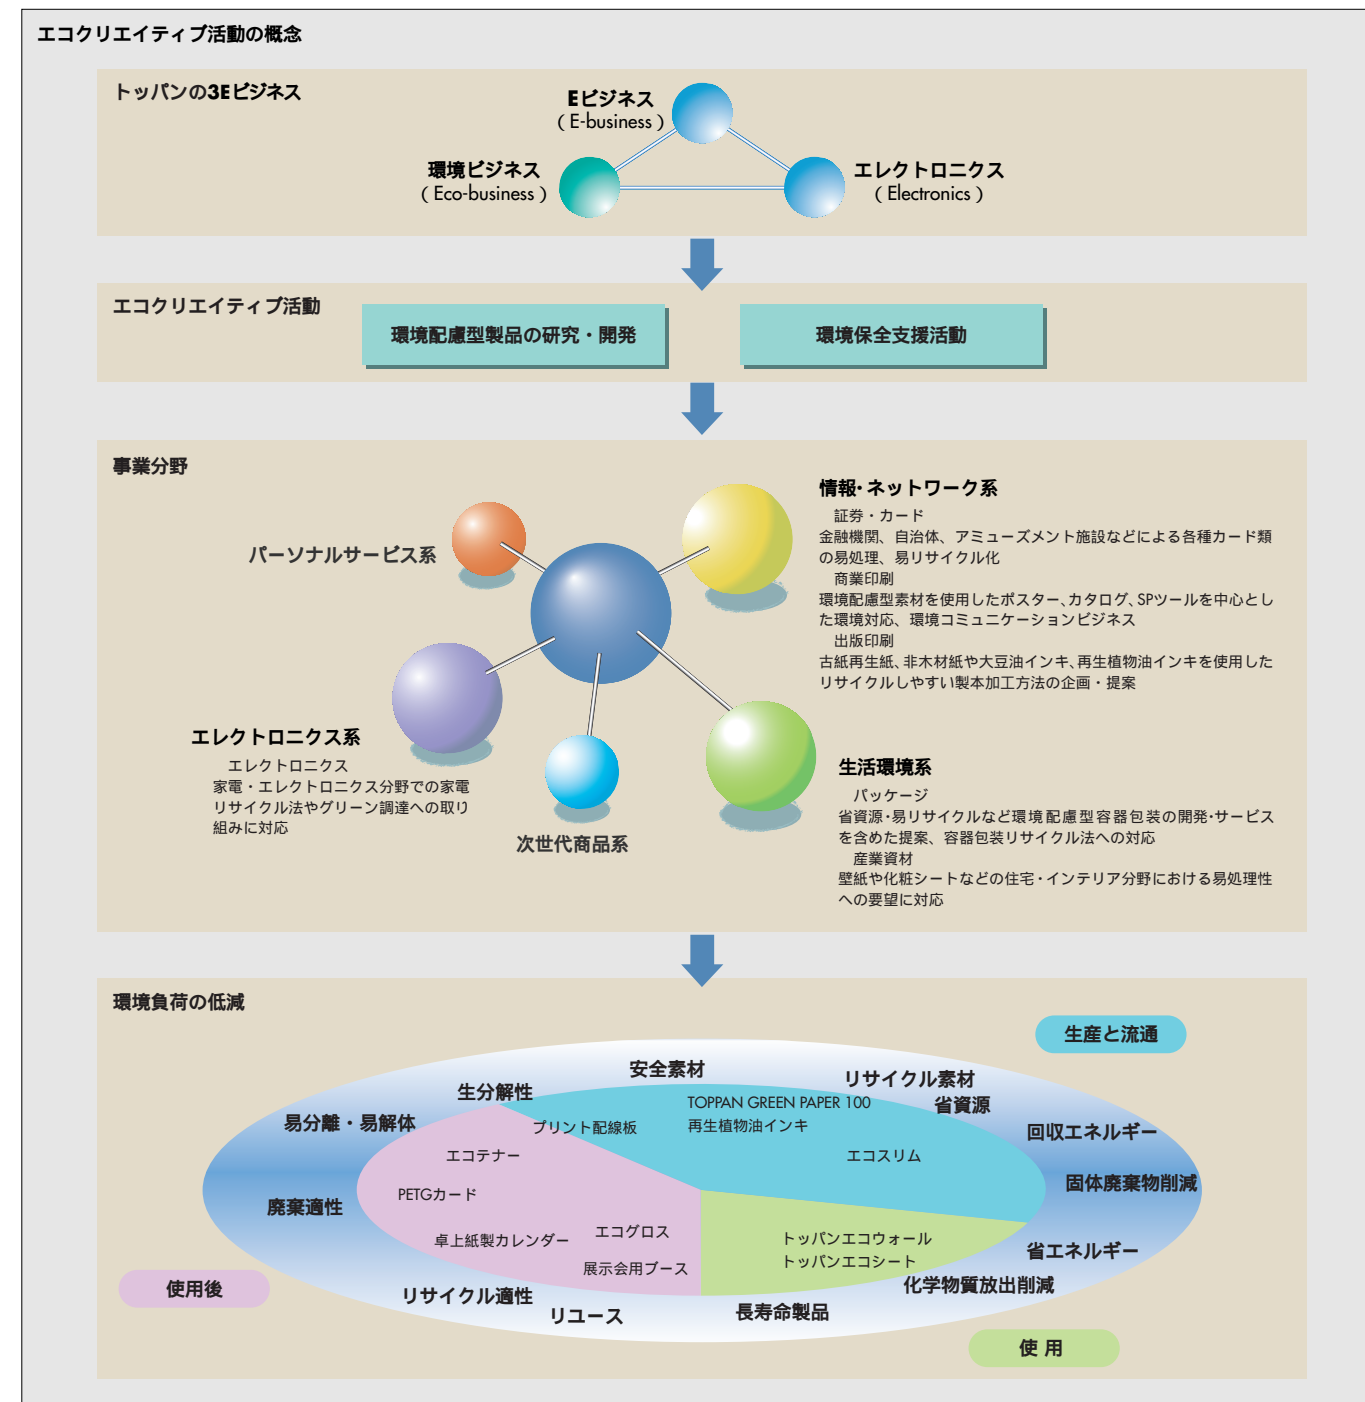 エコクリエイティブ活動の概念
トッパンの3Eビジネス
Eビジネス
( E-business )
環境ビジネス
( Eco-business )
エレクトロニクス
( Electronics )
エコクリエイティブ活動
環境配慮型製品の研究・開発
環境保全支援活動
事業分野
パーソナルサービス系
情報・ネットワーク系
証券・カード
金融機関、自治体、アミューズメント施設などによる各種カード類
の易処理、易リサイクル化
商業印刷
環境配慮型素材を使用したポスター、カタログ、SPツールを中心とし
た環境対応、環境コミュニケーションビジネス
出版印刷
古紙再生紙、非木材紙や大豆油インキ、再生植物油インキを使用した
リサイクルしやすい製本加工方法の企画・提案
エレクトロニクス系
エレクトロニクス
家電・エレクトロニクス分野での家電
リサイクル法やグリーン調達への取り
組みに対応
次世代商品系
生活環境系
パッケージ
省資源・易リサイクルなど環境配慮型容器包装の開発・サービス
を含めた提案、容器包装リサイクル法への対応
産業資材
壁紙や化粧シートなどの住宅・インテリア分野における易処理性
への要望に対応
環境負荷の低減
生産と流通
安全素材
リサイクル素材
生分解性
省資源
易分離・易解体
回収エネルギー
固体廃棄物削減
廃棄適性
省エネルギー
化学物質放出削減
リサイクル適性
リユース
長寿命製品
TOPPAN GREEN PAPER 100
再生植物油インキ
プリント配線板
エコスリム
エコテナー
PETGカード
卓上紙製カレンダー
エコグロス
展示会用ブース
トッパンエコウォール
トッパンエコシート
使用後
使 用